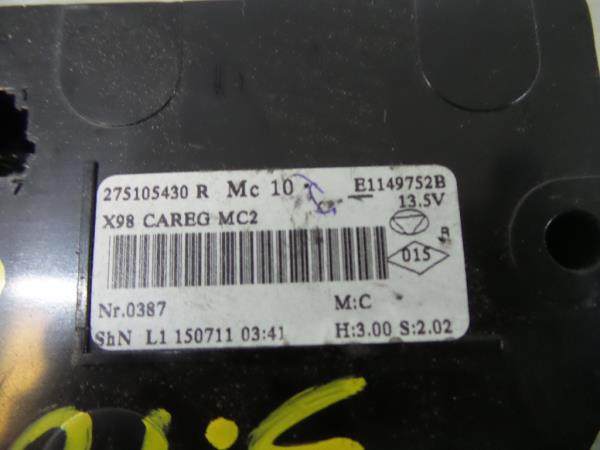 275105430 R Mc 10 E1149752B
13.5V
X98 CAREG MC2
R
015
Nr.0387 M:C
ShN L1 150711 03:41 H:3.00 S:2.02